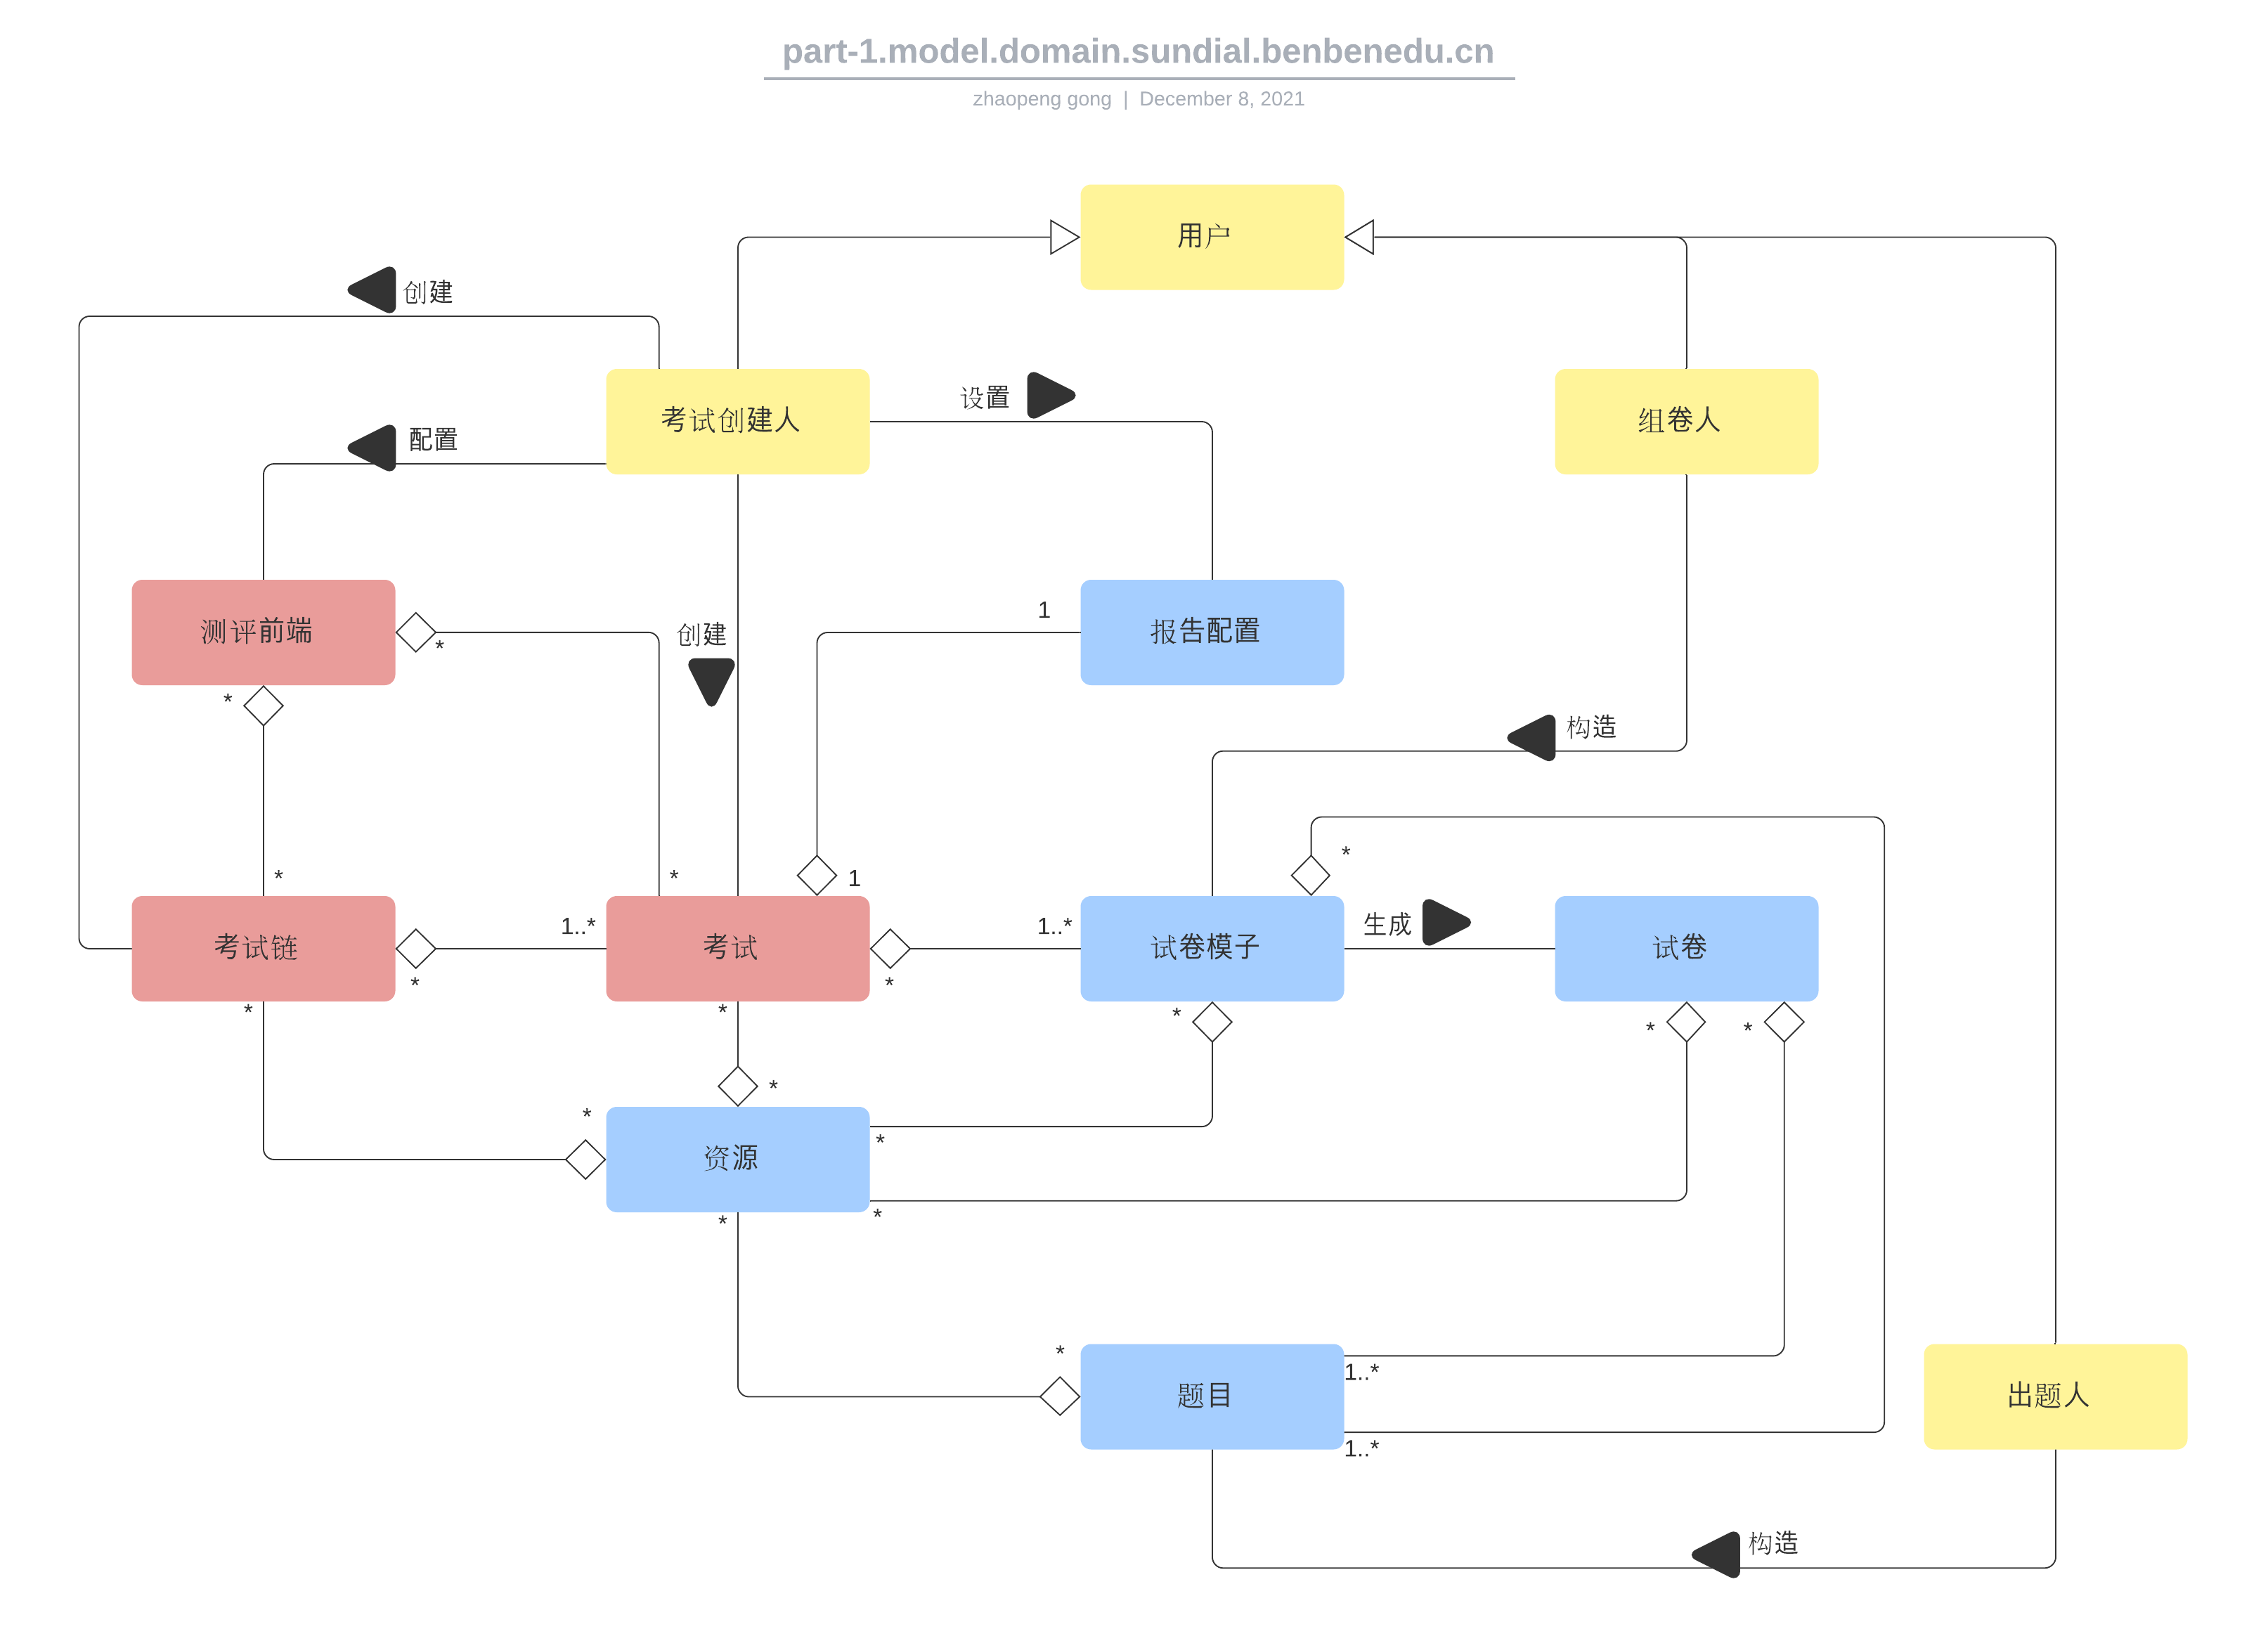 part-1.model.domain.sundial.benbenedu.cn
zhaopeng gong | December 8, 2021
用户
创建
设置
考试创建人
组卷人
配置
1
测评前端
创建
报告配置
*
*
构造
*
*
*
1
1..*
1..*
生成
考试链
考试
试卷模子
试卷
*
*
*
*
*
*
*
*
*
*
资源
*
*
*
1..*
题目
出题人
1..*
构造